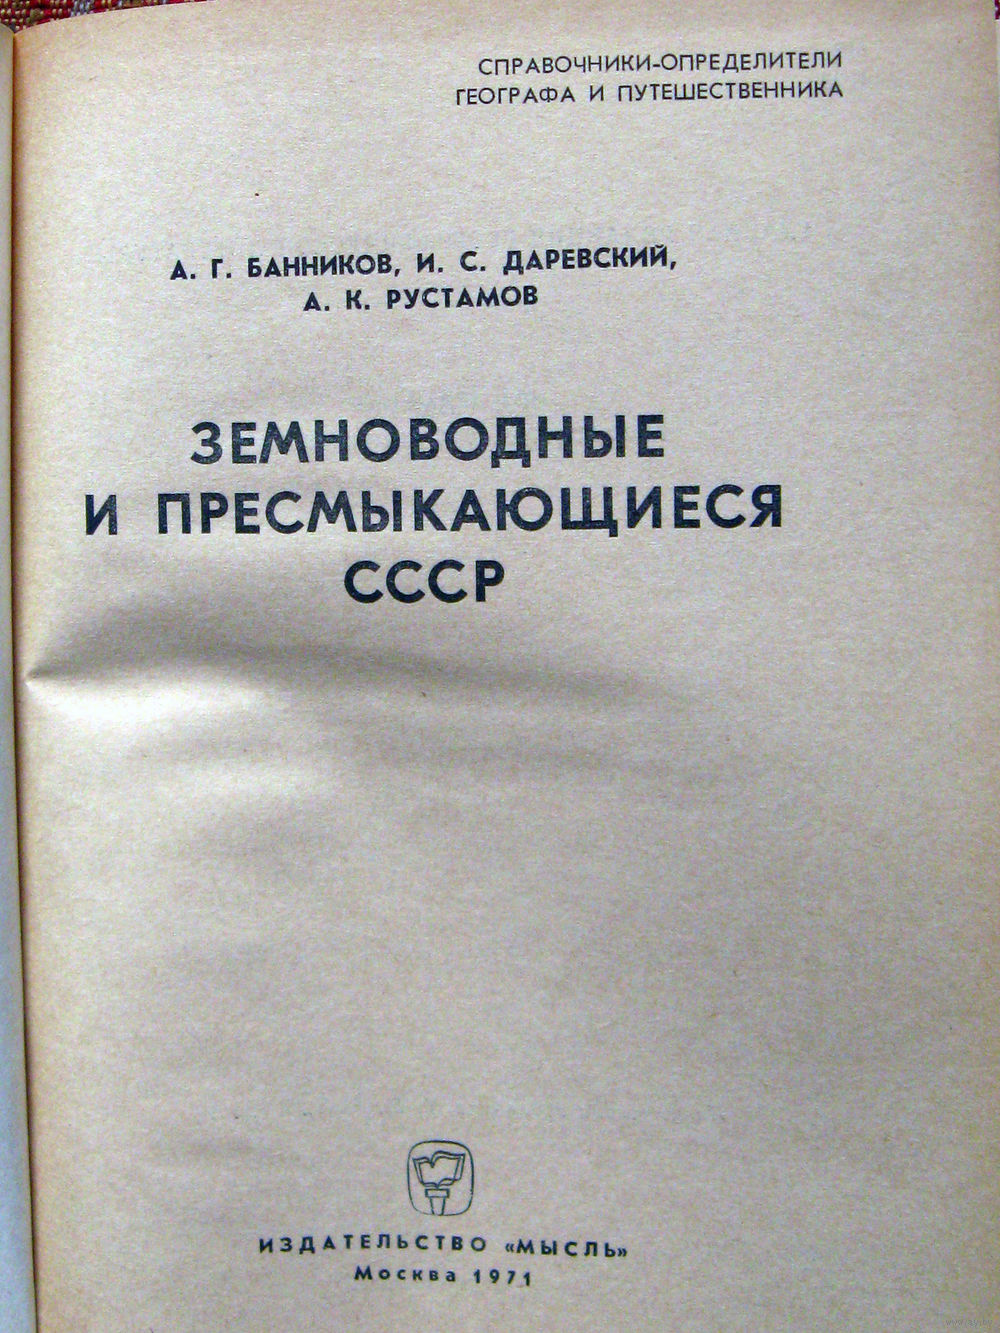 СПРАВОЧНИКИ-ОПРЕДЕЛИТЕЛИ
ГЕОГРАФА И ПУТЕШЕСТВЕННИКА
А. Г. БАННИКОВ, И. С. ДАРЕВСКИЙ,
А. К. РУСТАМОВ
ЗЕМНОВОДНЫЕ
И ПРЕСМЫКАЮЩИЕСЯ
СССР
ИЗДАТЕЛЬСТВО «МЫСЛЬ»
Москва 1971